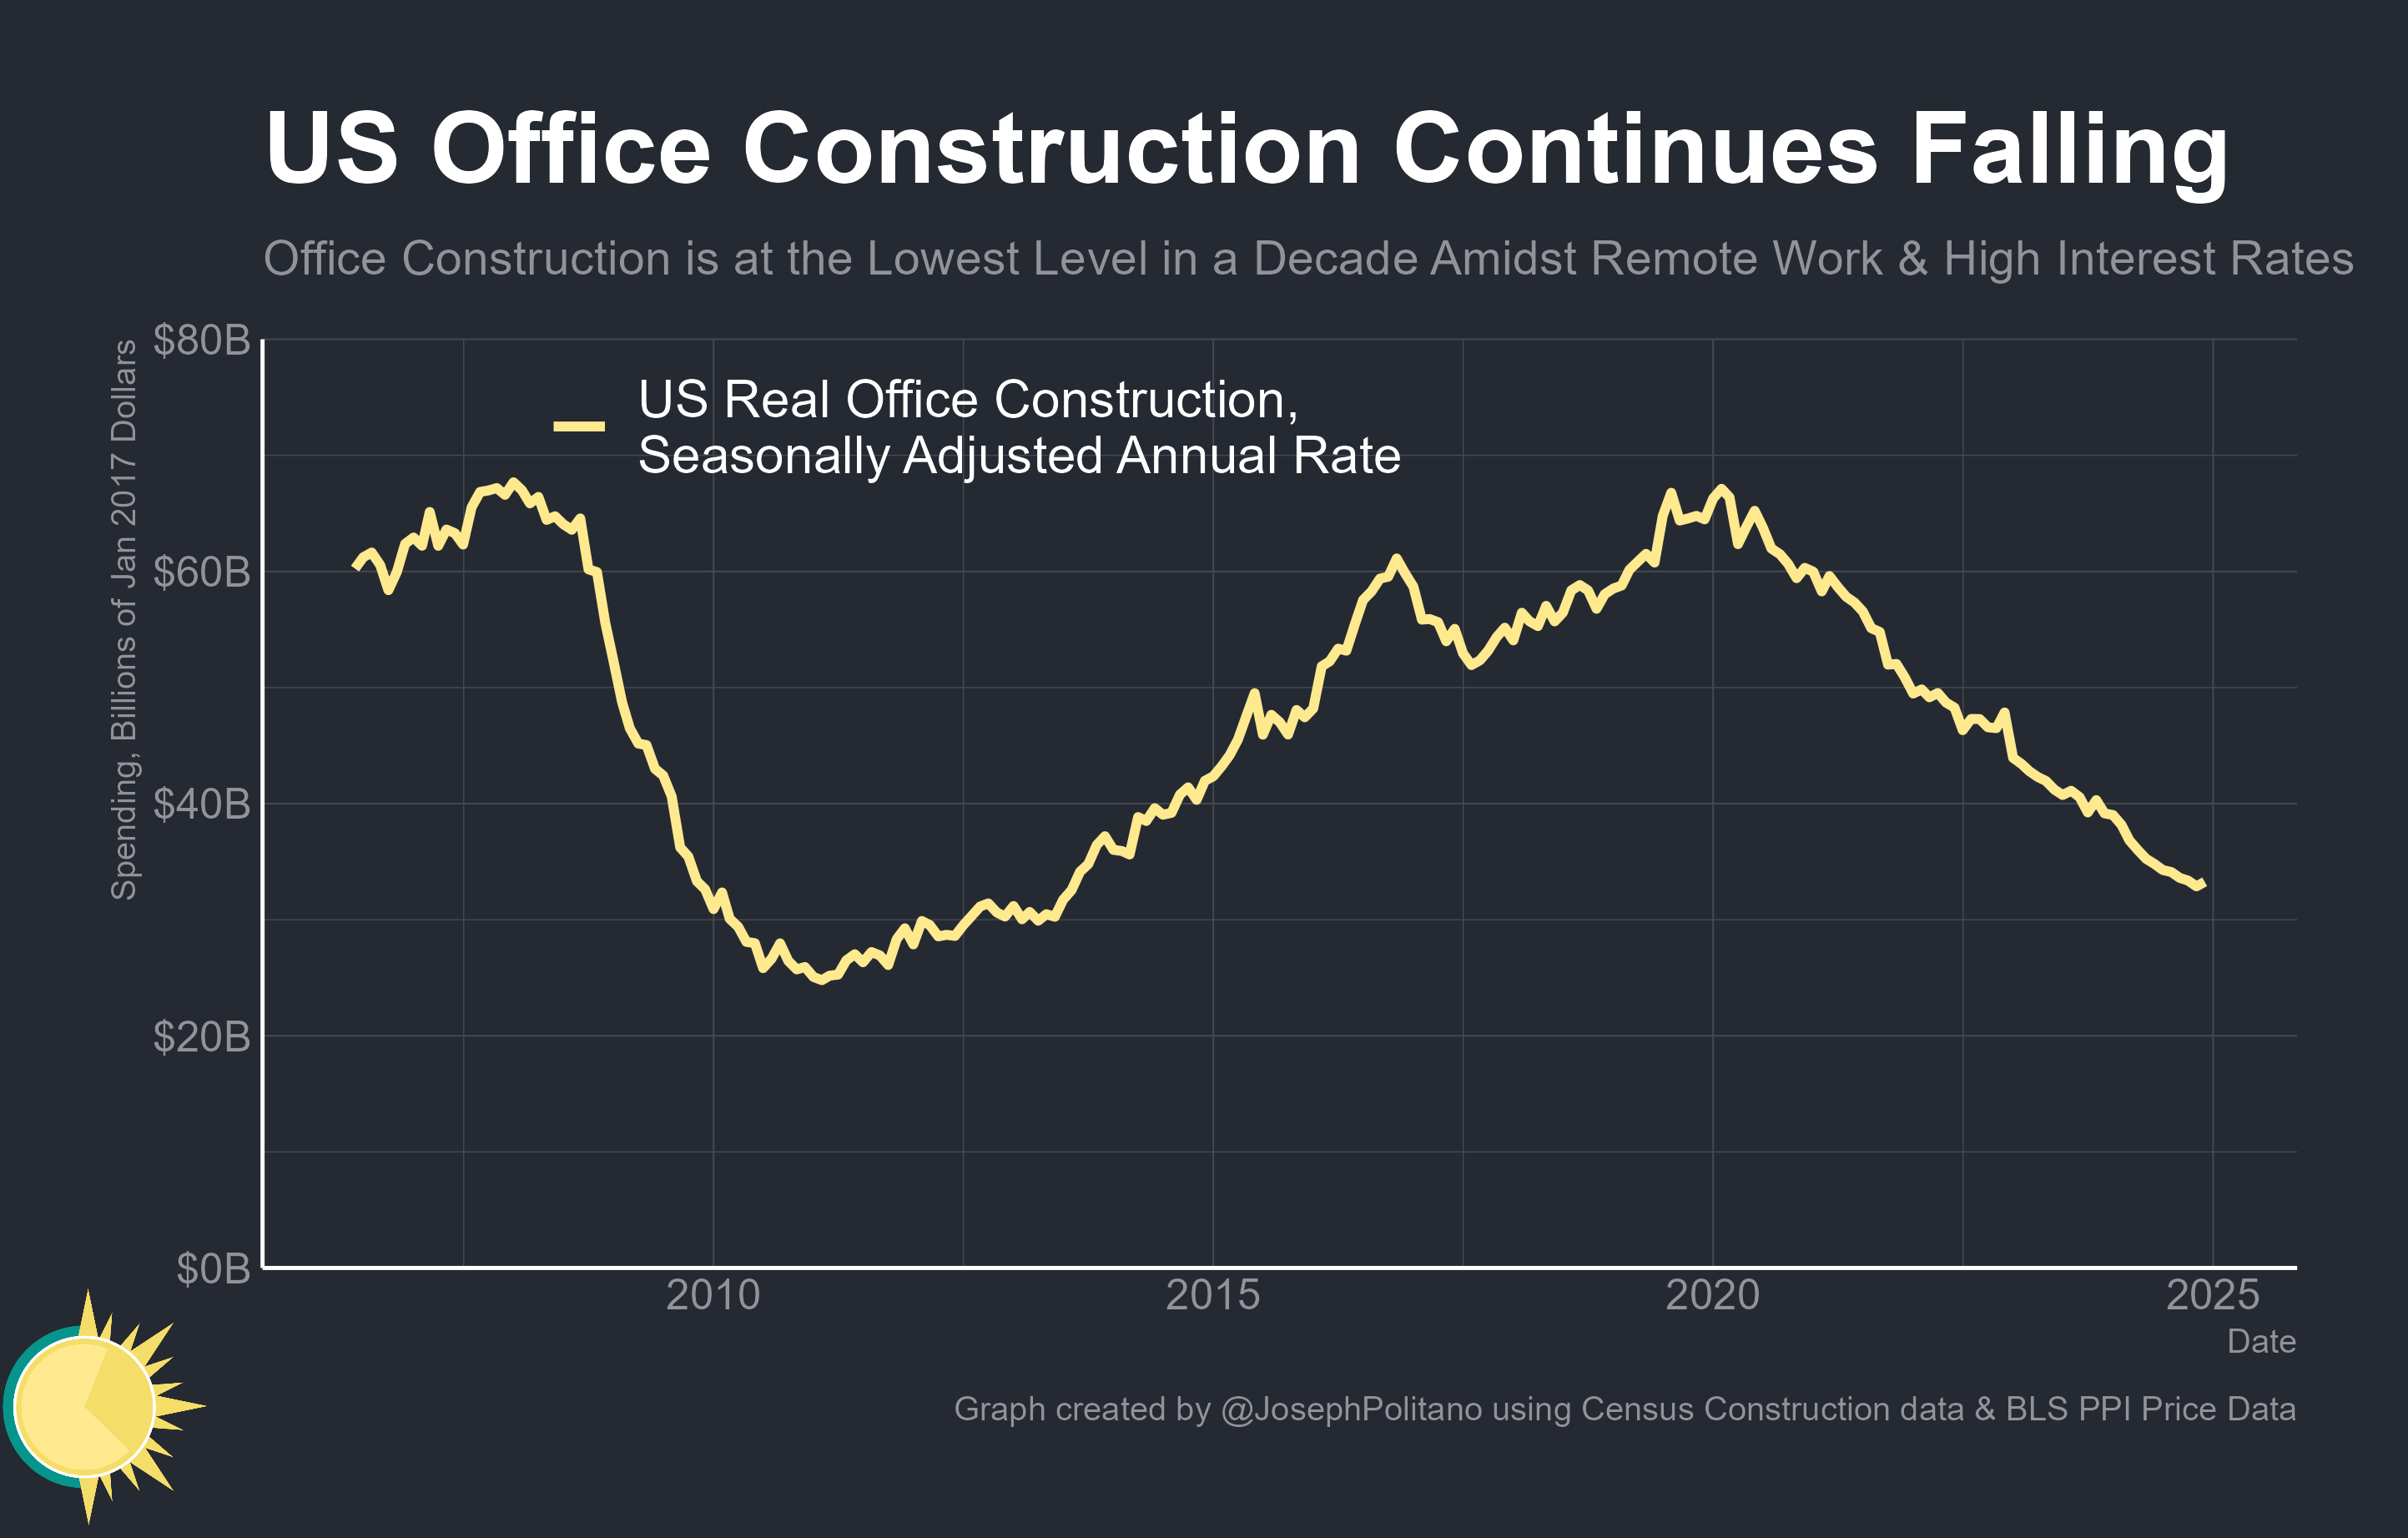 US Office Construction Continues Falling
Office Construction is at the Lowest Level in a Decade Amidst Remote Work & High Interest Rates
Spending, Billions of Jan 2017 Dollars
$80B
$60B
$40B
$20B
$0B
US Real Office Construction,
Seasonally Adjusted Annual Rate
2010
2015
2020
2025
Date
Graph created by @JosephPolitano using Census Construction data & BLS PPI Price Data